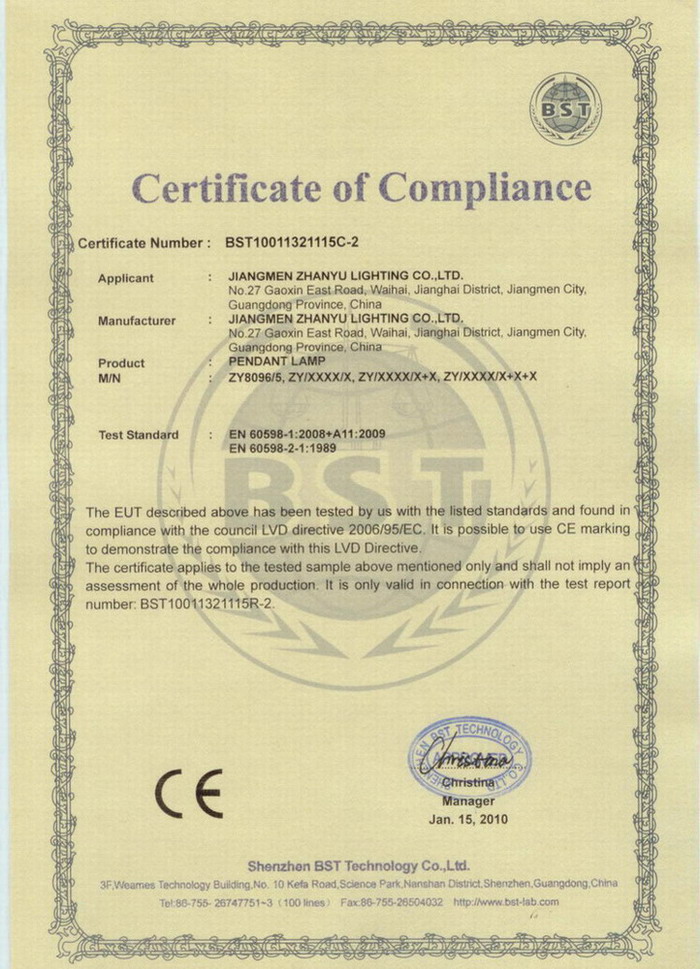 BST
Certificate of Compliance
Certificate Number : BST10011321115C-2
Applicant : JIANGMEN ZHANYU LIGHTING CO.,LTD.
No.27 Gaoxin East Road, Waihai, Jianghai District, Jiangmen City,
Guangdong Province, China
Manufacturer : JIANGMEN ZHANYU LIGHTING CO.,LTD.
No.27 Gaoxin East Road, Waihai, Jianghai District, Jiangmen City,
Guangdong Province, China
Product : PENDANT LAMP
M/N : ZY8096/5, ZY/XXXX/X, ZY/XXXX/X+X, ZY/XXXX/X+X+X
Test Standard : EN 60598-1:2008+A11:2009
EN 60598-2-1:1989
BST
The EUT described above has been tested by us with the listed standards and found in
compliance with the council LVD directive 2006/95/EC. It is possible to use CE marking
to demonstrate the compliance with this LVD Directive.
The certificate applies to the tested sample above mentioned only and shall not imply an
assessment of the whole production. It is only valid in connection with the test report
number: BST10011321115R-2.
CE
SHENZHEN BST TECHNOLOGY CO.,LTD
APPROVED
Christina
Christina
Manager
Jan. 15, 2010
Shenzhen BST Technology Co.,Ltd.
3F,Weames Technology Building,No. 10 Kefa Road,Science Park,Nanshan District,Shenzhen,Guangdong,China
Tel:86-755- 26747751~3 (100 lines) Fax:86-755-26504032 http://www.bst-lab.com